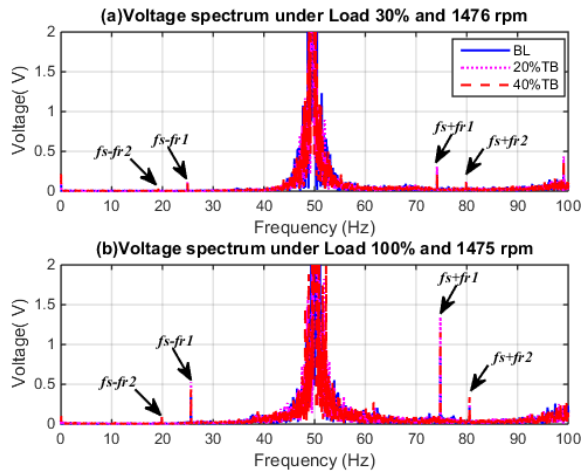 (a)Voltage spectrum under Load 30% and 1476 rpm
2
1.5
1
0.5
0
Voltage( V)
BL
20%TB
40%TB
fs-fr2
fs-fr1
fs+fr1
fs+fr2
0 10 20 30 40 50 60 70 80 90 100
Frequency (Hz)
(b)Voltage spectrum under Load 100% and 1475 rpm
2
1.5
1
0.5
0
Voltage( V)
fs+fr1
fs-fr1
fs-fr2
fs+fr2
0 10 20 30 40 50 60 70 80 90 100
Frequency (Hz)